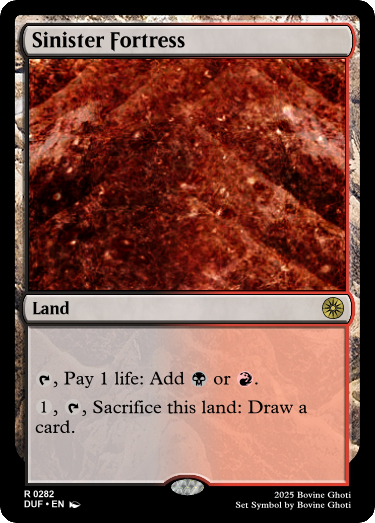 Sinister Fortress
Land
, Pay 1 life: Add or .
1 , , Sacrifice this land: Draw a
card.
R 0282
DUF • EN
2025 Bovine Ghoti
Set Symbol by Bovine Ghoti